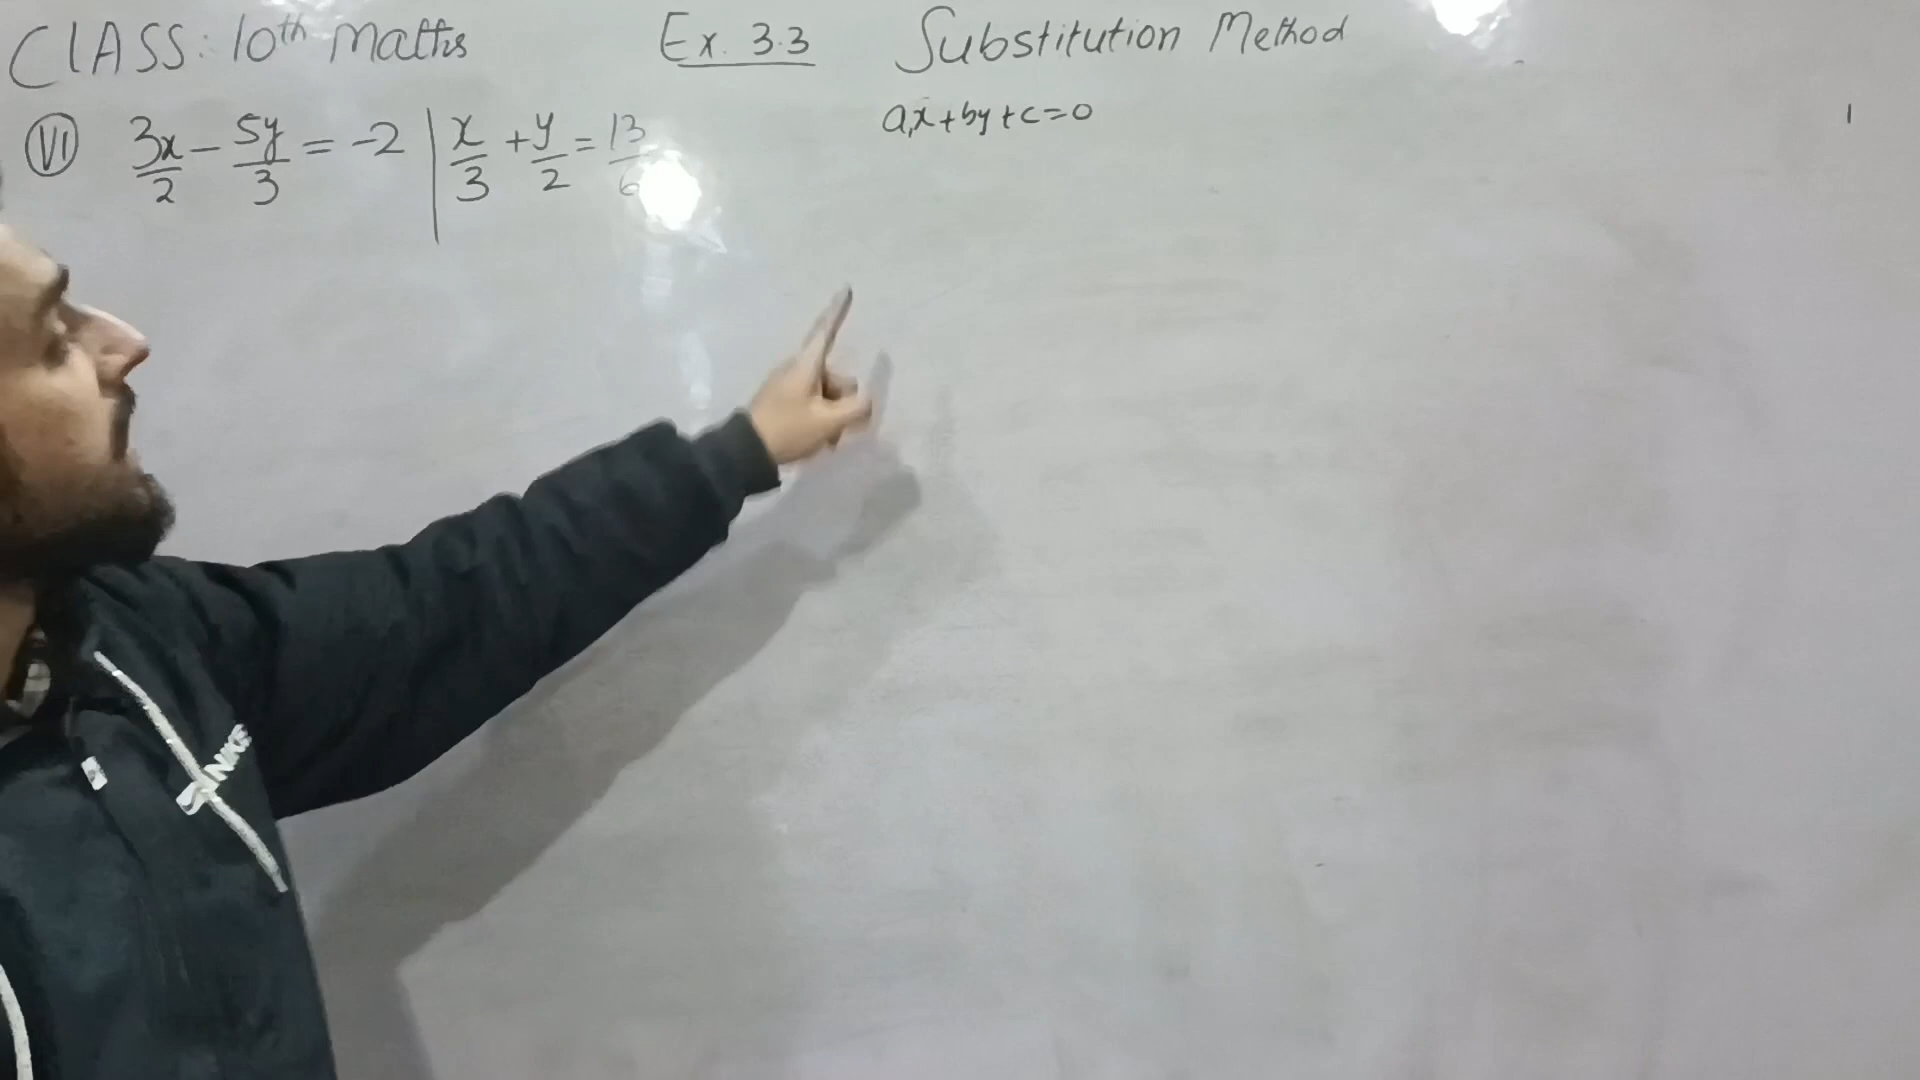 CLASS: 10th Maths Ex. 3.3 Substitution Method
VI 3x/2 - 5y/3 = -2 | x/3 + y/2 = 13/6 a,x+by+c=0
NIKE